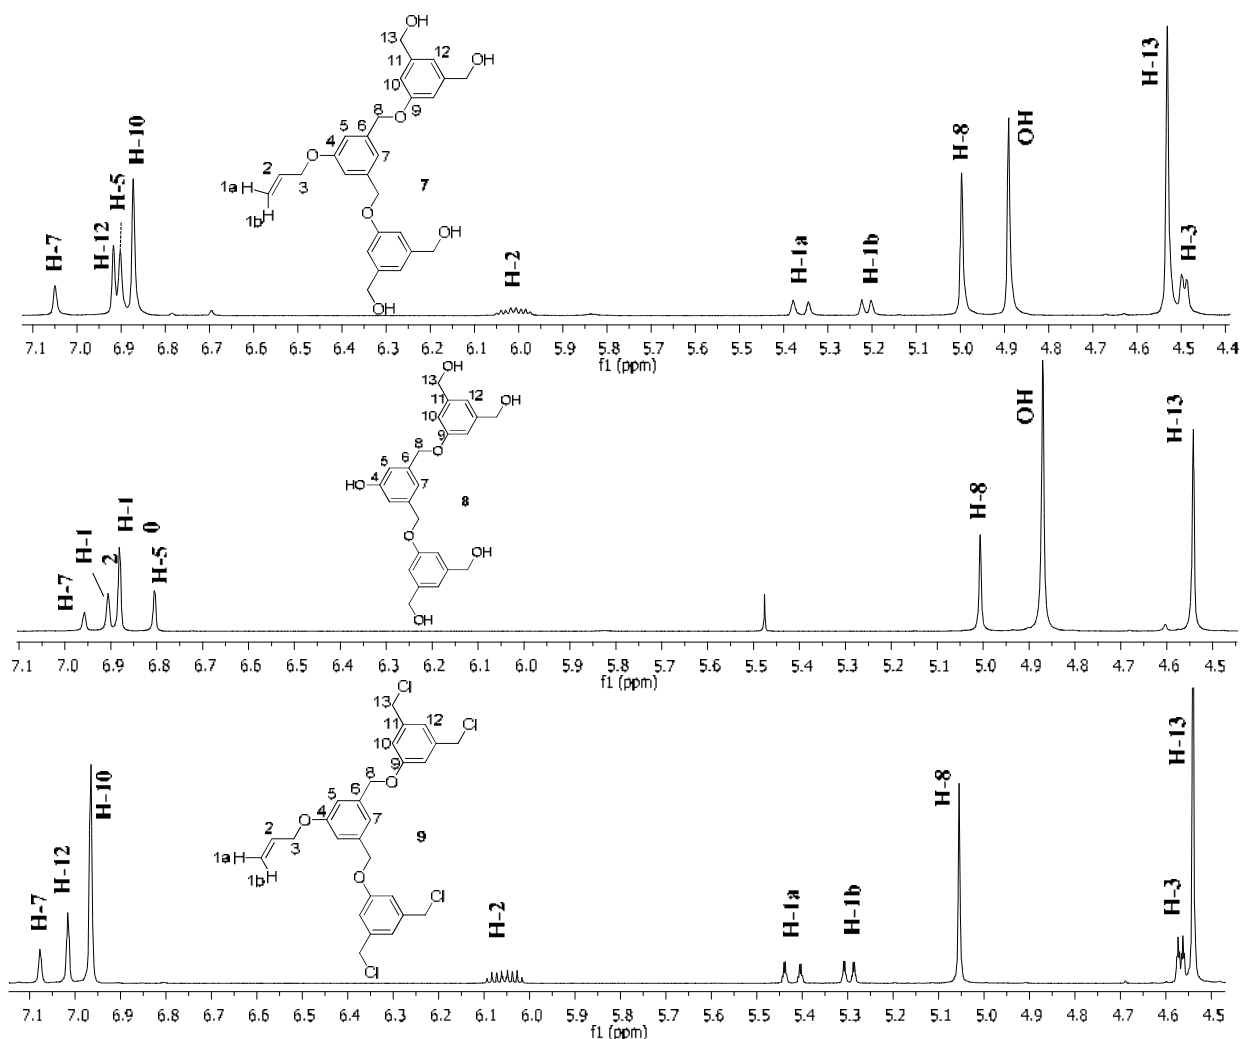 OH
13
12
11
OH
10
9
8
O
5
6
4
7
O
2
3
1a H
H
1b
7
O
OH
OH
H-7
H-12
H-5
H-10
H-2
H-1a
H-1b
H-8
OH
H-13
H-3
7.1 7.0 6.9 6.8 6.7 6.6 6.5 6.4 6.3 6.2 6.1 6.0 5.9 5.8 5.7 5.6 5.5 5.4 5.3 5.2 5.1 5.0 4.9 4.8 4.7 4.6 4.5 4.4
f1 (ppm)
OH
13
12
11
OH
10
9
8
O
5
6
4
7
HO
8
O
OH
OH
H-7
H-1
2
H-1
0
H-5
H-8
OH
H-13
7.1 7.0 6.9 6.8 6.7 6.6 6.5 6.4 6.3 6.2 6.1 6.0 5.9 5.8 5.7 5.6 5.5 5.4 5.3 5.2 5.1 5.0 4.9 4.8 4.7 4.6 4.5
f1 (ppm)
Cl
13
12
11
Cl
10
9
8
O
5
6
4
7
O
2
3
1a H
H
1b
9
O
Cl
Cl
H-7
H-12
H-10
H-2
H-1a
H-1b
H-8
H-3
H-13
7.1 7.0 6.9 6.8 6.7 6.6 6.5 6.4 6.3 6.2 6.1 6.0 5.9 5.8 5.7 5.6 5.5 5.4 5.3 5.2 5.1 5.0 4.9 4.8 4.7 4.6 4.5
f1 (ppm)